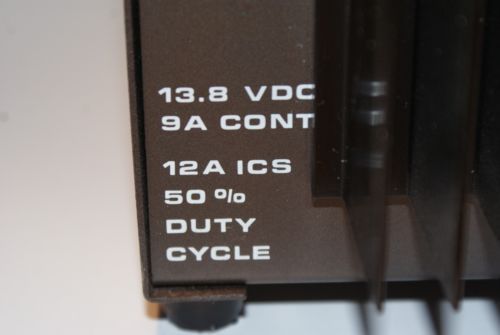 13.8 VDC
9A CONT
12A ICS
50 %
DUTY
CYCLE